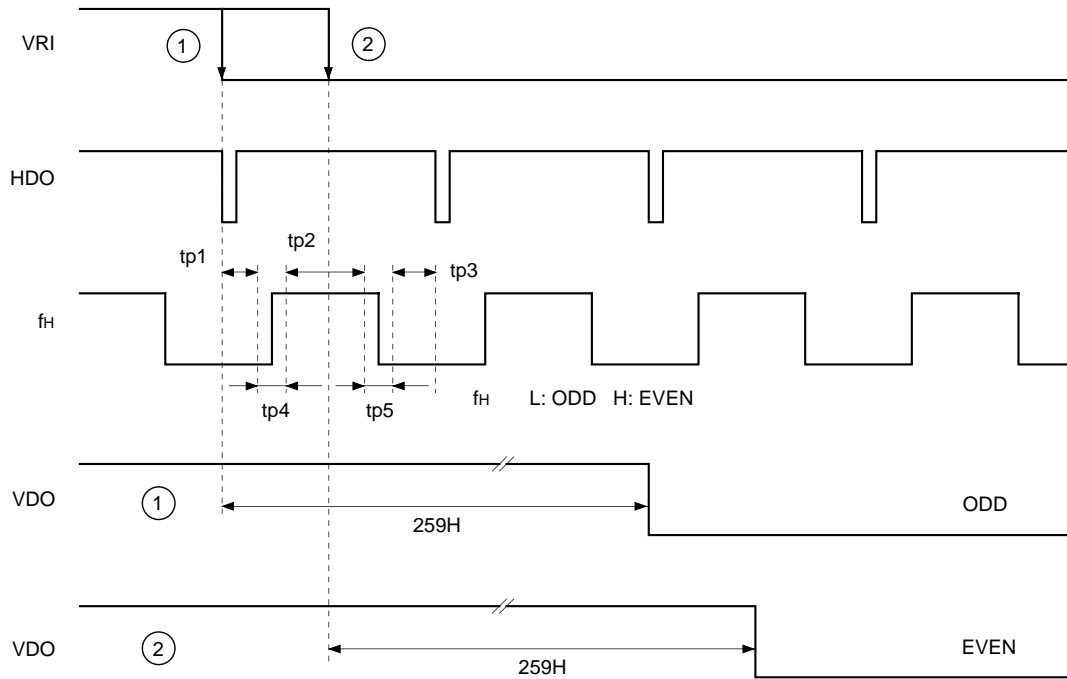 VRI
①
②
HDO
tp1
tp2
tp3
fH
tp4
tp5
fH L: ODD H: EVEN
VDO
①
259H
ODD
VDO
②
259H
EVEN